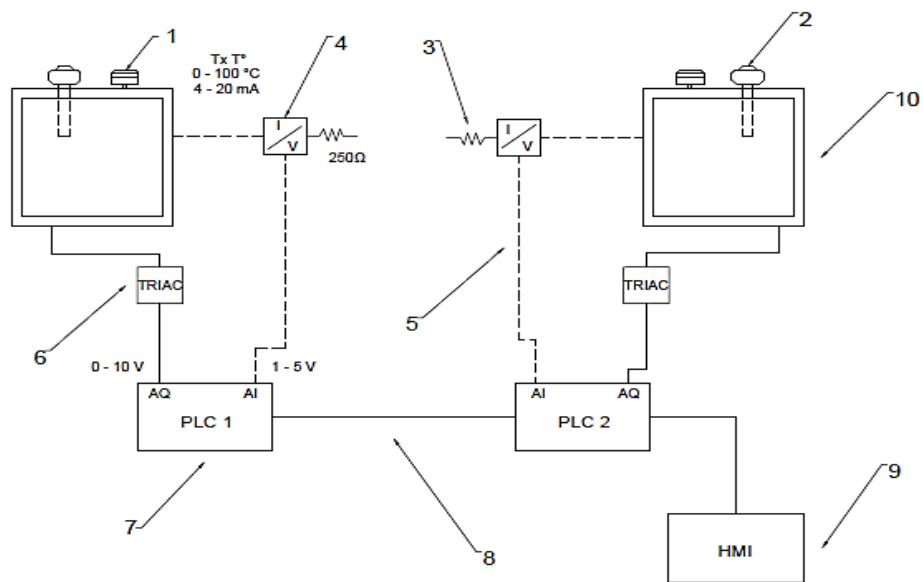 1
4
3
2
Tx T°
0 - 100 °C
4 - 20 mA
I
V
250Ω
I
V
10
TRIAC
TRIAC
6
5
0 - 10 V
1 - 5 V
AQ
AI
PLC 1
AI
AQ
PLC 2
7
8
9
HMI